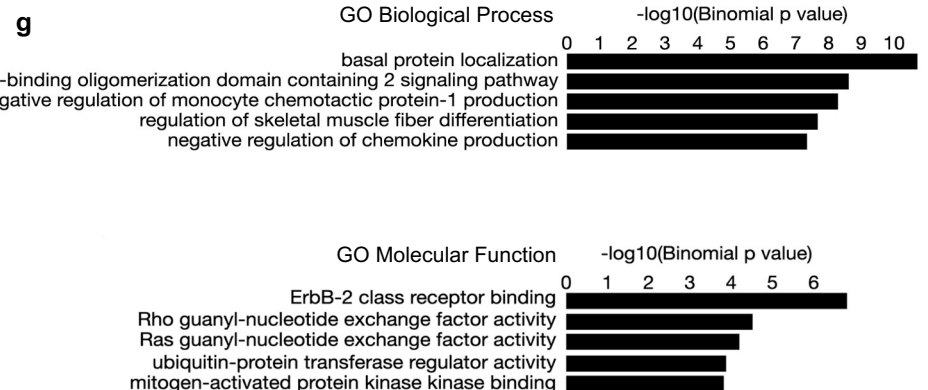 g
GO Biological Process
-log10(Binomial p value)
0 1 2 3 4 5 6 7 8 9 10
basal protein localization
-binding oligomerization domain containing 2 signaling pathway
gative regulation of monocyte chemotactic protein-1 production
regulation of skeletal muscle fiber differentiation
negative regulation of chemokine production
GO Molecular Function
-log10(Binomial p value)
0 1 2 3 4 5 6
ErbB-2 class receptor binding
Rho guanyl-nucleotide exchange factor activity
Ras guanyl-nucleotide exchange factor activity
ubiquitin-protein transferase regulator activity
mitogen-activated protein kinase kinase binding